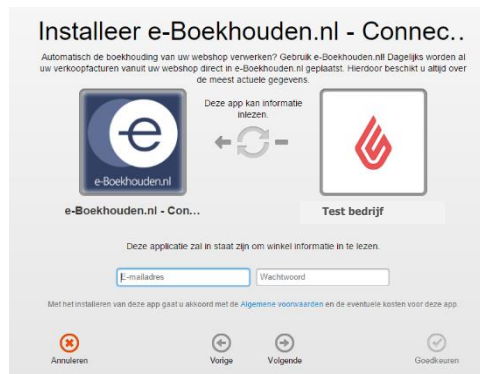 Installeer e-Boekhouden.nl - Connec..
Automatisch de boekhouding van uw webshop verwerken? Gebruik e-Boekhouden.nl! Dagelijks worden al
uw verkoopfacturen vanuit uw webshop direct in e-Boekhouden.nl geplaatst. Hierdoor beschikt u altijd over
de meest actuele gegevens.
Deze app kan informatie
inlezen.
e
e-Boekhouden.nl
e-Boekhouden.nl - Con...
Test bedrijf
Deze applicatie zal in staat zijn om winkel informatie in te lezen.
E-mailadres
Wachtwoord
Met het installeren van deze app gaat u akkoord met de Algemene voorwaarden en de eventuele kosten voor deze app.
Annuleren
Vorige
Volgende
Goedkeuren